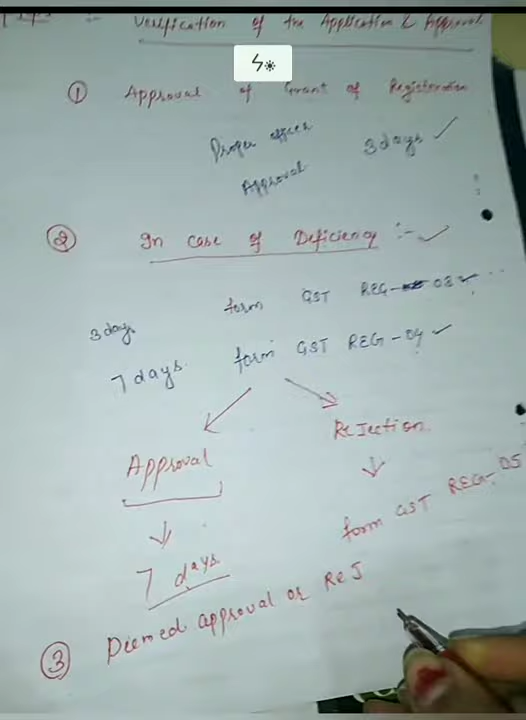 Verification of the Application & Approval
① Approval of Grant of Registration
Proper officer 3 days ✓
Approval
② In case of Deficiency :- ✓
3 days form GST REG- 03 ✓
7 days form GST REG - 04 ✓
Approval ReJection
7 days form GST REG- 05
③ Diemed approval or ReJ